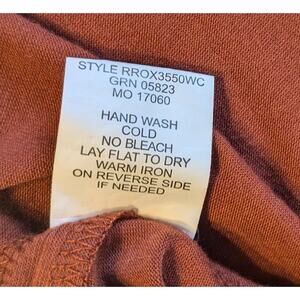 STYLE RROX3550WC
GRN 05823
MO 17060
HAND WASH
COLD
NO BLEACH
LAY FLAT TO DRY
WARM IRON
ON REVERSE SIDE
IF NEEDED